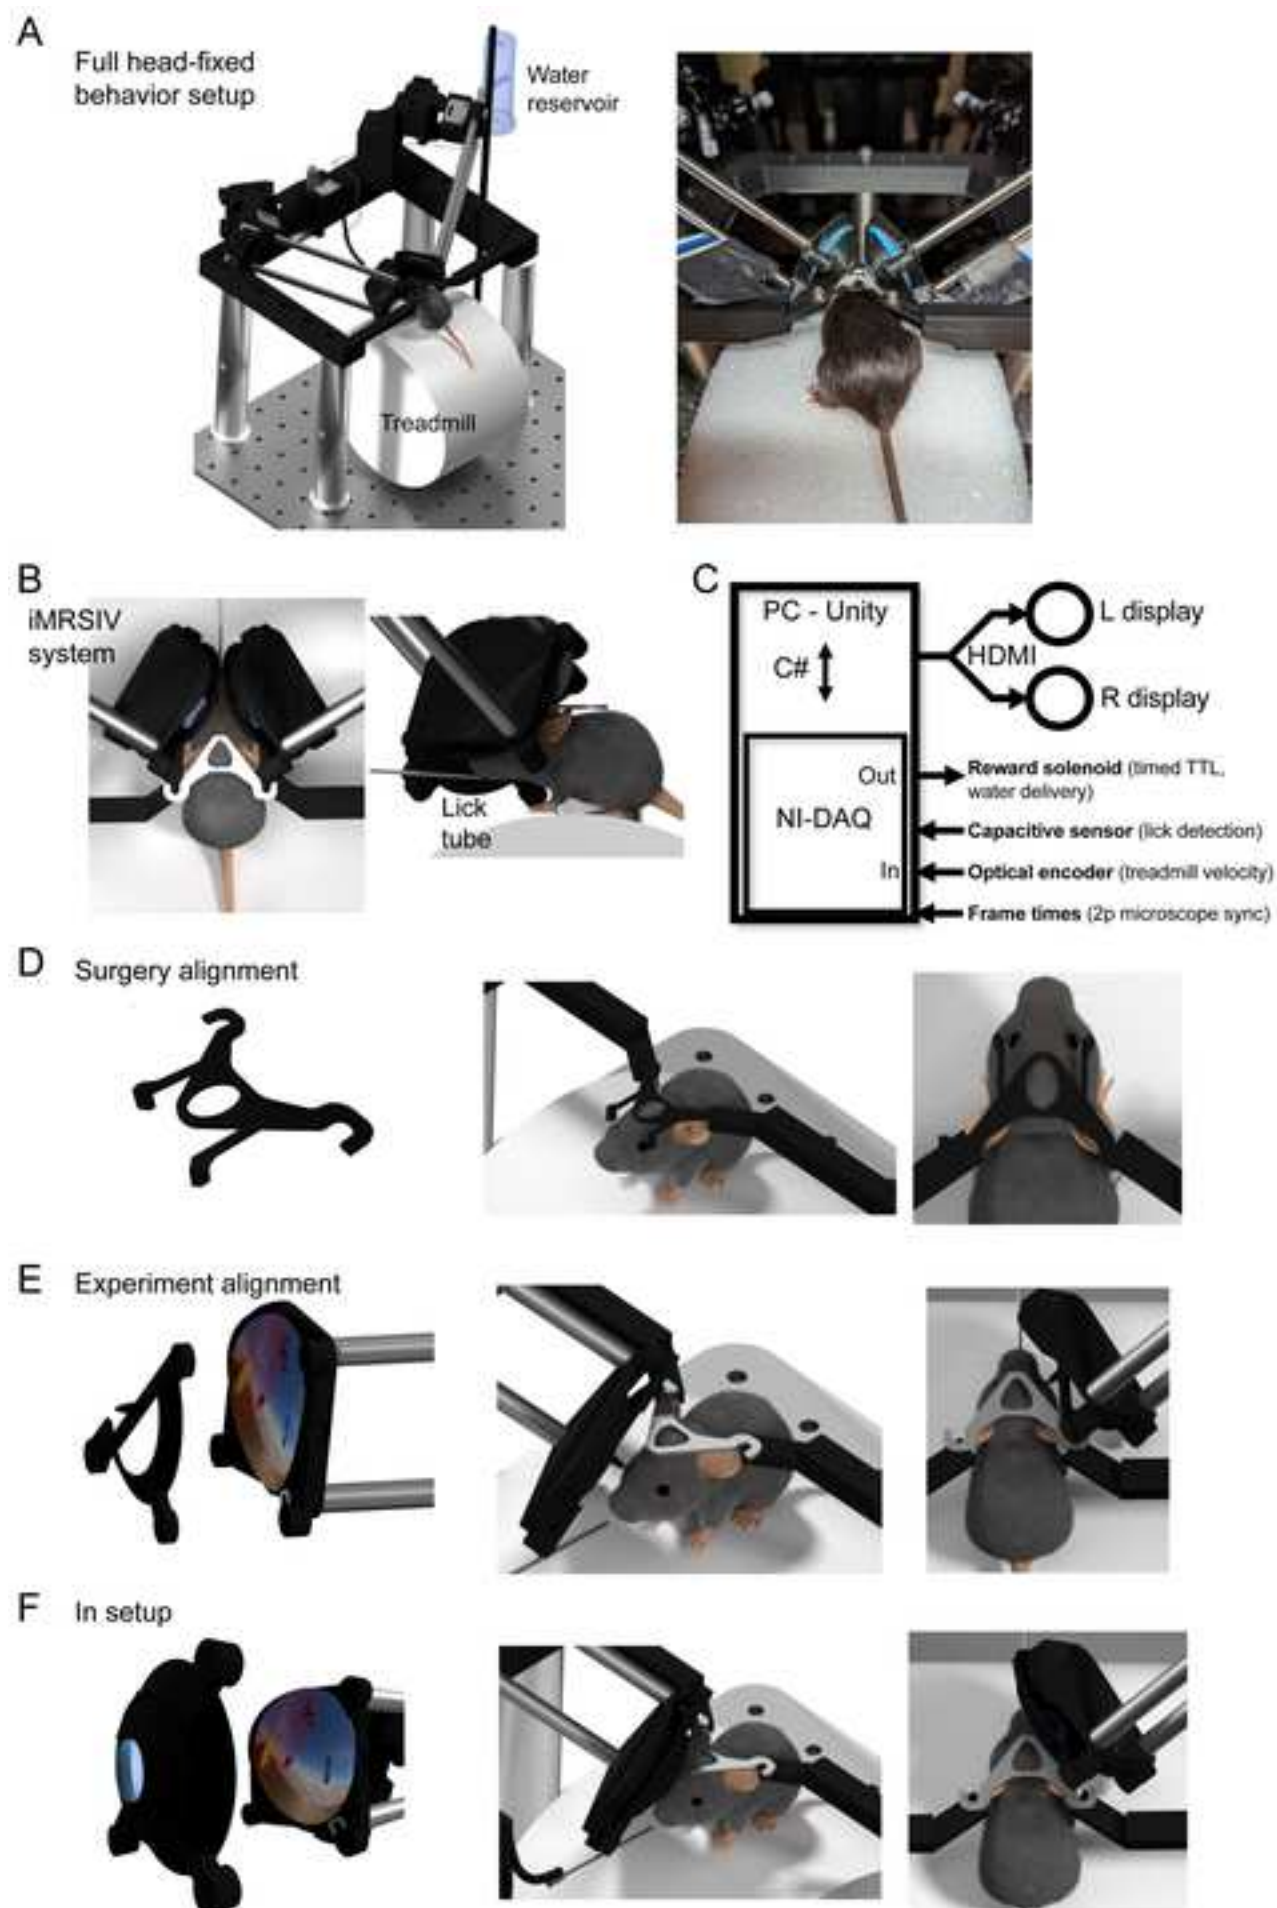 A
Full head-fixed
behavior setup
Water
reservoir
Treadmill
B
iMRSIV
system
Lick
tube
C
PC - Unity
C#
HDMI
L display
R display
Out
NI-DAQ
In
Reward solenoid (timed TTL,
water delivery)
Capacitive sensor (lick detection)
Optical encoder (treadmill velocity)
Frame times (2p microscope sync)
D
Surgery alignment
E
Experiment alignment
F
In setup